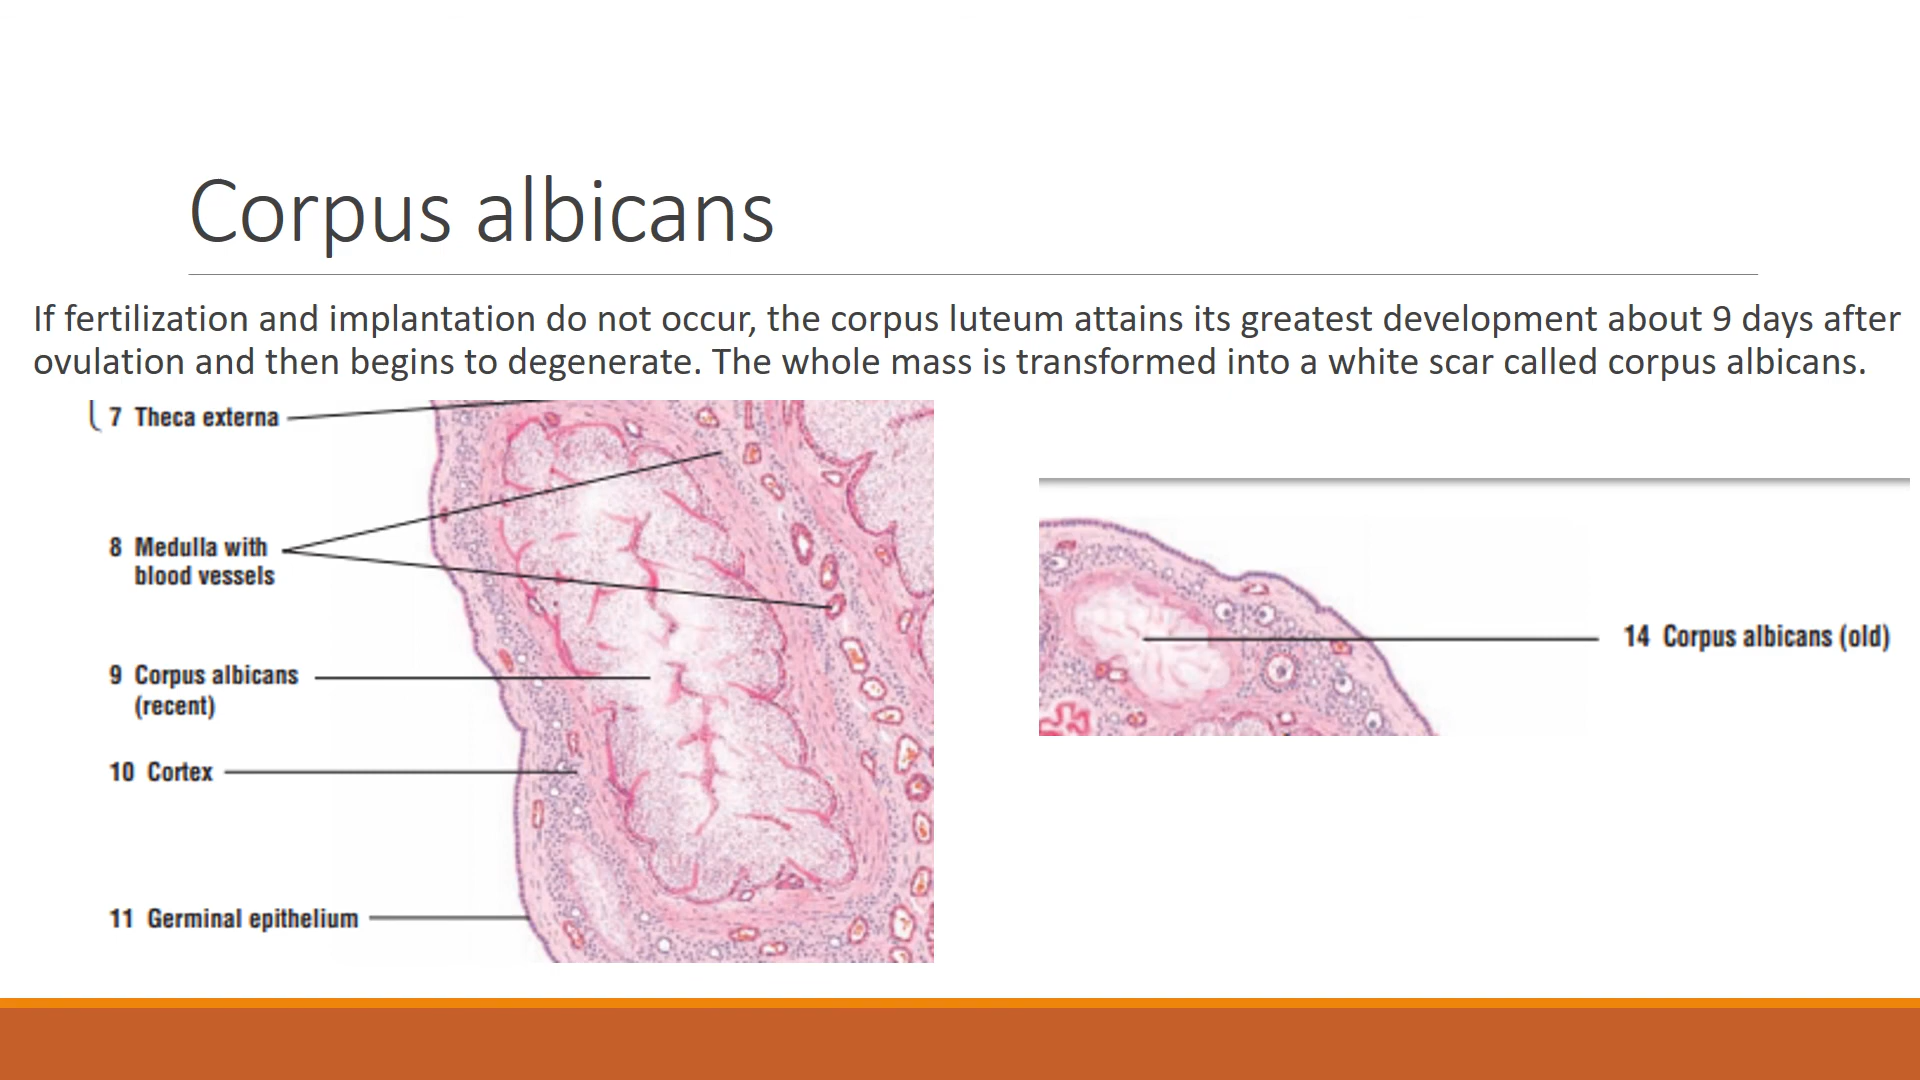 Corpus albicans
If fertilization and implantation do not occur, the corpus luteum attains its greatest development about 9 days after
ovulation and then begins to degenerate. The whole mass is transformed into a white scar called corpus albicans.
7 Theca externa
8 Medulla with
blood vessels
9 Corpus albicans
(recent)
10 Cortex
11 Germinal epithelium
14 Corpus albicans (old)